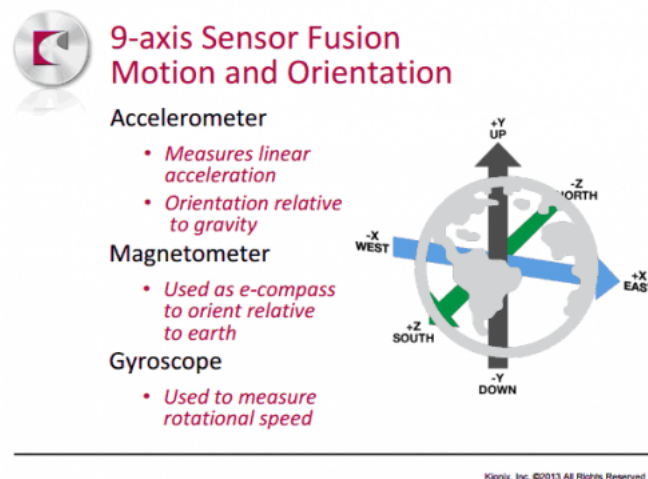 9-axis Sensor Fusion
Motion and Orientation
Accelerometer
• Measures linear
acceleration
• Orientation relative
to gravity
Magnetometer
• Used as e-compass
to orient relative
to earth
Gyroscope
• Used to measure
rotational speed
+Y
UP
-Z
NORTH
-X
WEST
+X
EAST
+Z
SOUTH
-Y
DOWN
Kionix, Inc. ©2013 All Rights Reserved